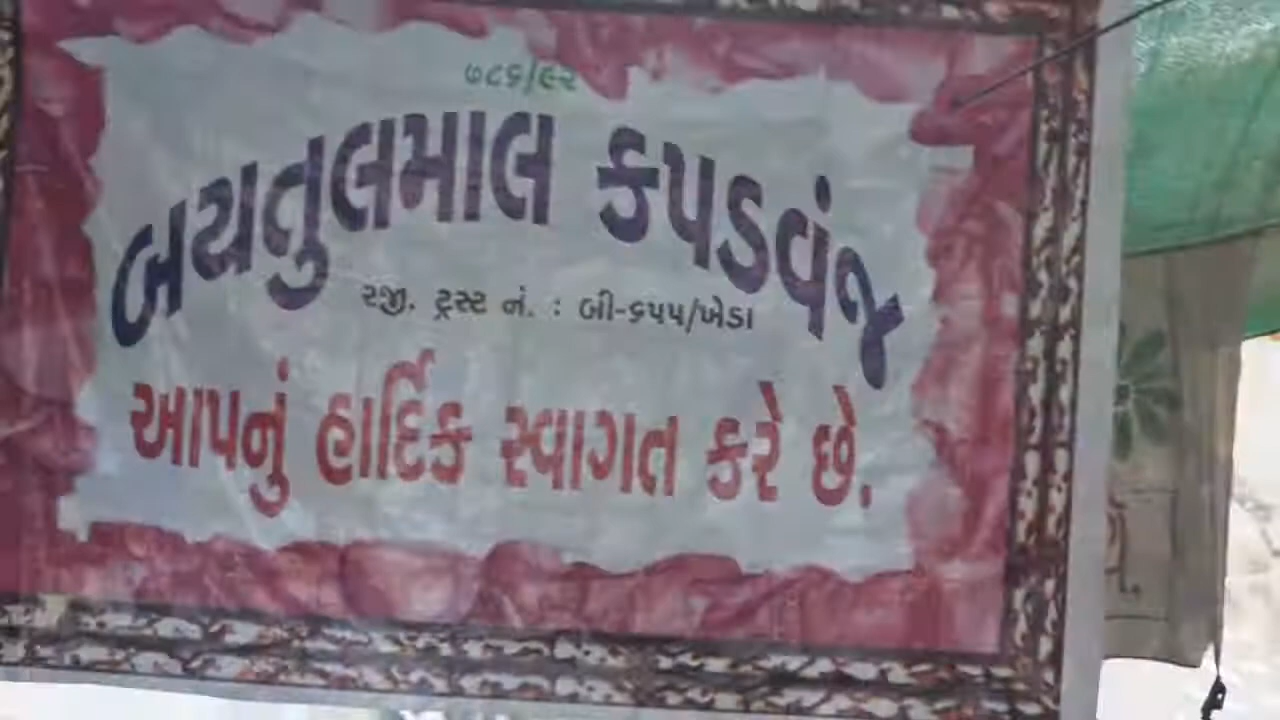 ૭૮૬/૯૨
બયતુલમાલ કપડવંજ
રજી. ટ્રસ્ટ નં. : બી-૬૫૫/ખેડા
આપનું હાર્દિક સ્વાગત કરે છે.